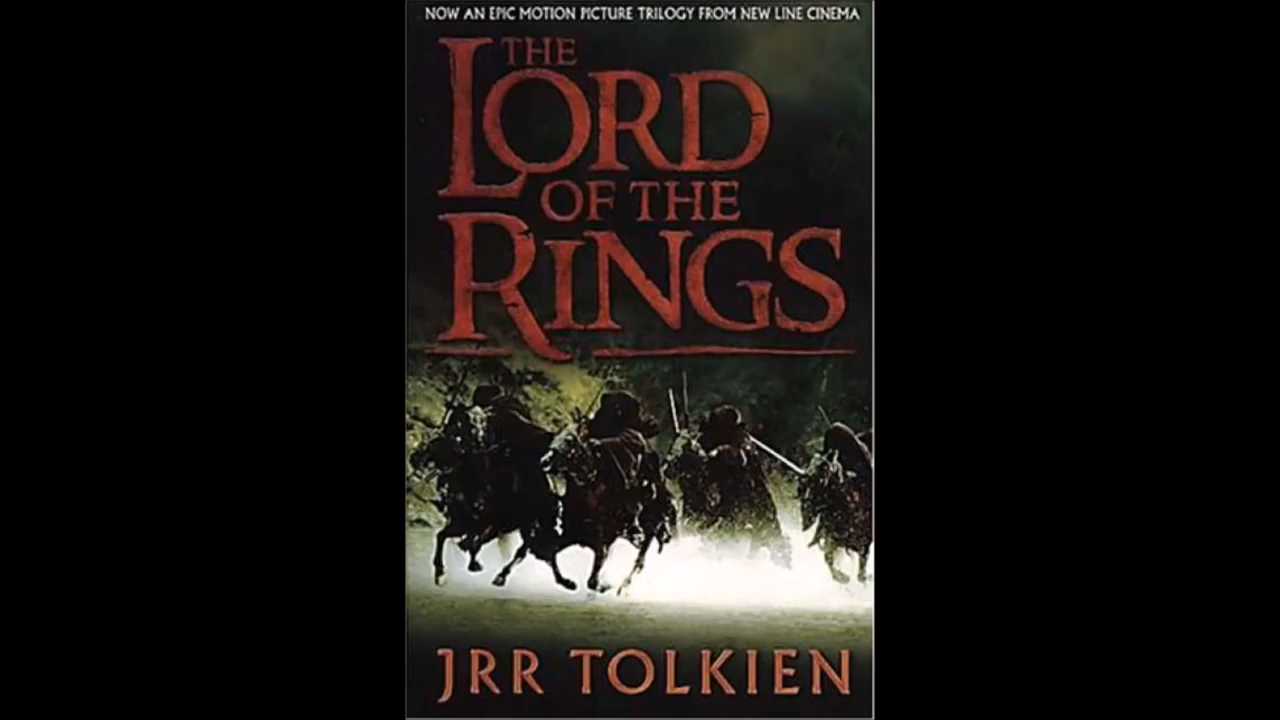 NOW AN EPIC MOTION PICTURE TRILOGY FROM NEW LINE CINEMA
THE
LORD
OF THE
RINGS
JRR TOLKIEN